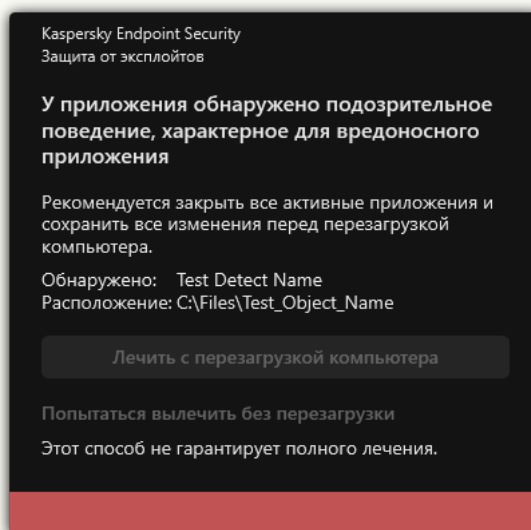 Kaspersky Endpoint Security
Защита от эксплойтов
У приложения обнаружено подозрительное
поведение, характерное для вредоносного
приложения
Рекомендуется закрыть все активные приложения и
сохранить все изменения перед перезагрузкой
компьютера.
Обнаружено: Test Detect Name
Расположение: C:\Files\Test_Object_Name
Лечить с перезагрузкой компьютера
Попытаться вылечить без перезагрузки
Этот способ не гарантирует полного лечения.